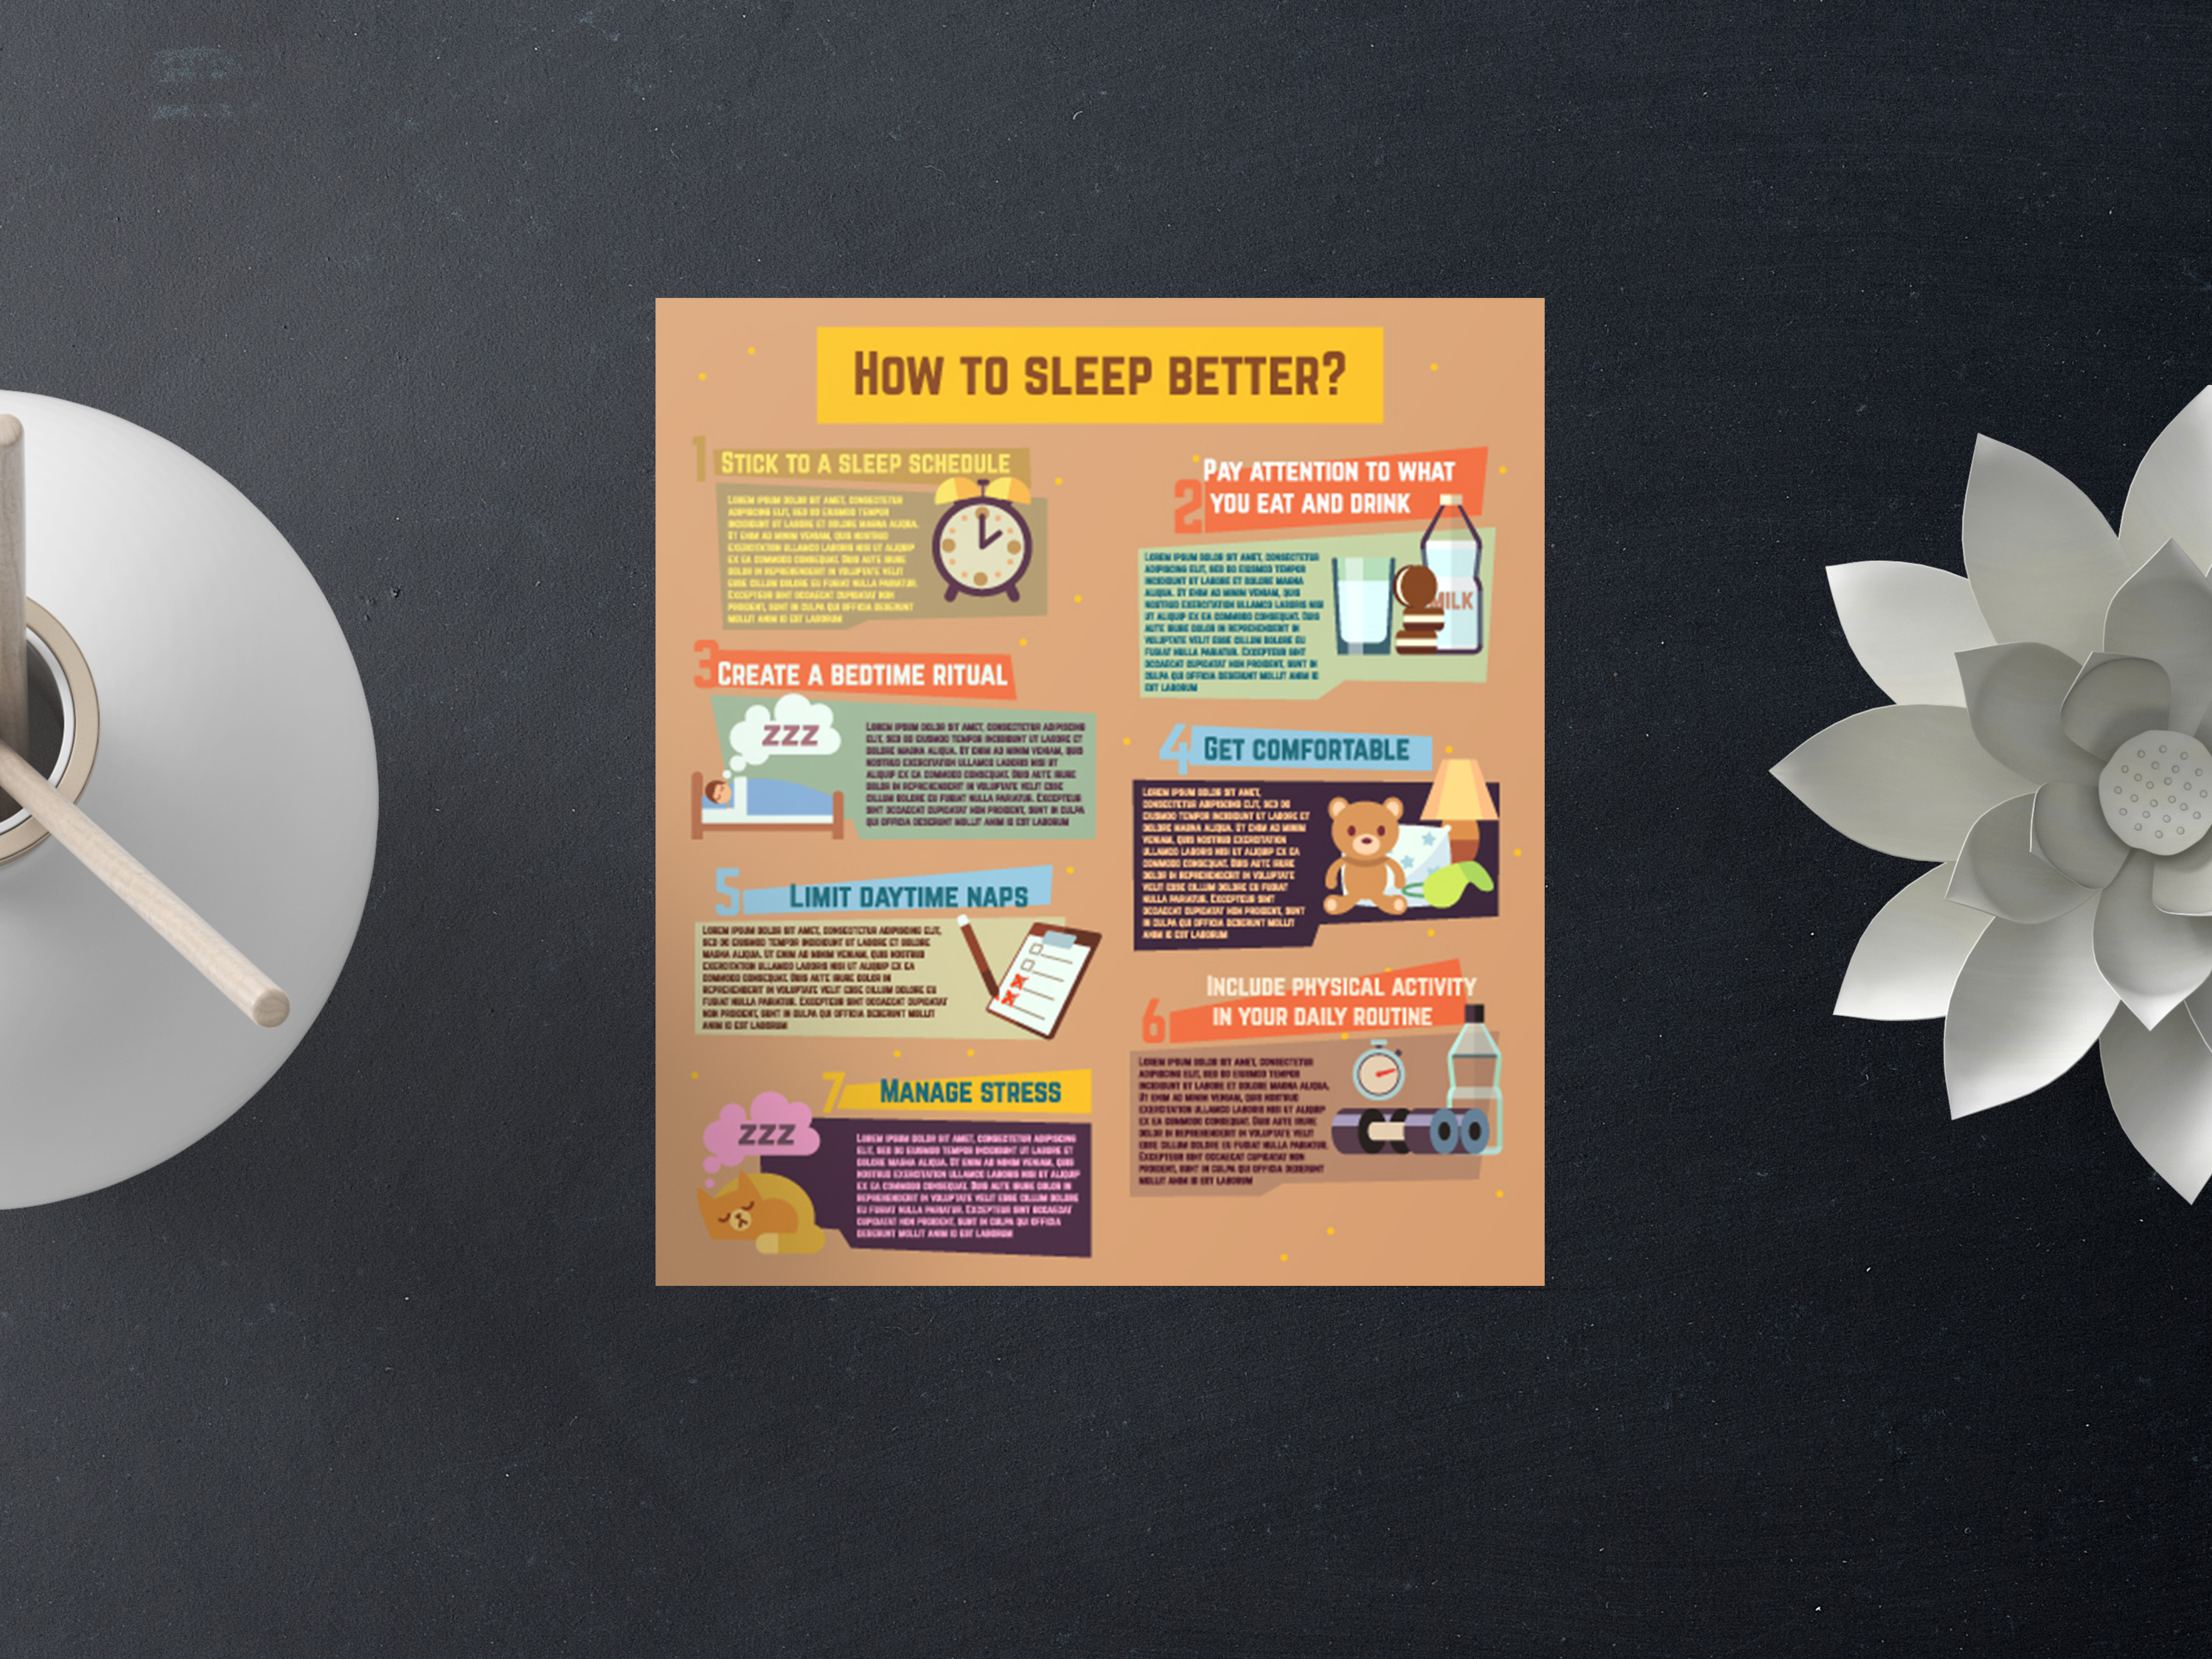 How to sleep better?
1
Stick to a sleep schedule
Lorem ipsum dolor sit amet, consectetur
adipiscing elit, sed do eiusmod tempor
incididunt ut labore et dolore magna aliqua.
Ut enim ad minim veniam, quis nostrud
exercitation ullamco laboris nisi ut aliquip
ex ea commodo consequat. Duis aute irure
dolor in reprehenderit in voluptate velit
esse cillum dolore eu fugiat nulla pariatur.
Excepteur sint occaecat cupidatat non
proident, sunt in culpa qui officia deserunt
mollit anim id est laborum
2
Pay attention to what
you eat and drink
Lorem ipsum dolor sit amet, consectetur
adipiscing elit, sed do eiusmod tempor
incididunt ut labore et dolore magna
aliqua. Ut enim ad minim veniam, quis
nostrud exercitation ullamco laboris nisi
ut aliquip ex ea commodo consequat. Duis
aute irure dolor in reprehenderit in
voluptate velit esse cillum dolore eu
fugiat nulla pariatur. Excepteur sint
occaecat cupidatat non proident, sunt in
culpa qui officia deserunt mollit anim id
est laborum
MILK
3
Create a bedtime ritual
zzz
Lorem ipsum dolor sit amet, consectetur adipiscing
elit, sed do eiusmod tempor incididunt ut labore et
dolore magna aliqua. Ut enim ad minim veniam, quis
nostrud exercitation ullamco laboris nisi ut
aliquip ex ea commodo consequat. Duis aute irure
dolor in reprehenderit in voluptate velit esse
cillum dolore eu fugiat nulla pariatur. Excepteur
sint occaecat cupidatat non proident, sunt in culpa
qui officia deserunt mollit anim id est laborum
4
Get comfortable
Lorem ipsum dolor sit amet,
consectetur adipiscing elit, sed do
eiusmod tempor incididunt ut labore et
dolore magna aliqua. Ut enim ad minim
veniam, quis nostrud exercitation
ullamco laboris nisi ut aliquip ex ea
commodo consequat. Duis aute irure
dolor in reprehenderit in voluptate
velit esse cillum dolore eu fugiat
nulla pariatur. Excepteur sint
occaecat cupidatat non proident, sunt
in culpa qui officia deserunt mollit
anim id est laborum
5
Limit daytime naps
Lorem ipsum dolor sit amet, consectetur adipiscing elit,
sed do eiusmod tempor incididunt ut labore et dolore
magna aliqua. Ut enim ad minim veniam, quis nostrud
exercitation ullamco laboris nisi ut aliquip ex ea
commodo consequat. Duis aute irure dolor in
reprehenderit in voluptate velit esse cillum dolore eu
fugiat nulla pariatur. Excepteur sint occaecat cupidatat
non proident, sunt in culpa qui officia deserunt mollit
anim id est laborum
6
Include physical activity
in your daily routine
Lorem ipsum dolor sit amet, consectetur
adipiscing elit, sed do eiusmod tempor
incididunt ut labore et dolore magna aliqua.
Ut enim ad minim veniam, quis nostrud
exercitation ullamco laboris nisi ut aliquip
ex ea commodo consequat. Duis aute irure
dolor in reprehenderit in voluptate velit
esse cillum dolore eu fugiat nulla pariatur.
Excepteur sint occaecat cupidatat non
proident, sunt in culpa qui officia deserunt
mollit anim id est laborum
7
Manage stress
zzz
Lorem ipsum dolor sit amet, consectetur adipiscing
elit, sed do eiusmod tempor incididunt ut labore et
dolore magna aliqua. Ut enim ad minim veniam, quis
nostrud exercitation ullamco laboris nisi ut aliquip
ex ea commodo consequat. Duis aute irure dolor in
reprehenderit in voluptate velit esse cillum dolore
eu fugiat nulla pariatur. Excepteur sint occaecat
cupidatat non proident, sunt in culpa qui officia
deserunt mollit anim id est laborum